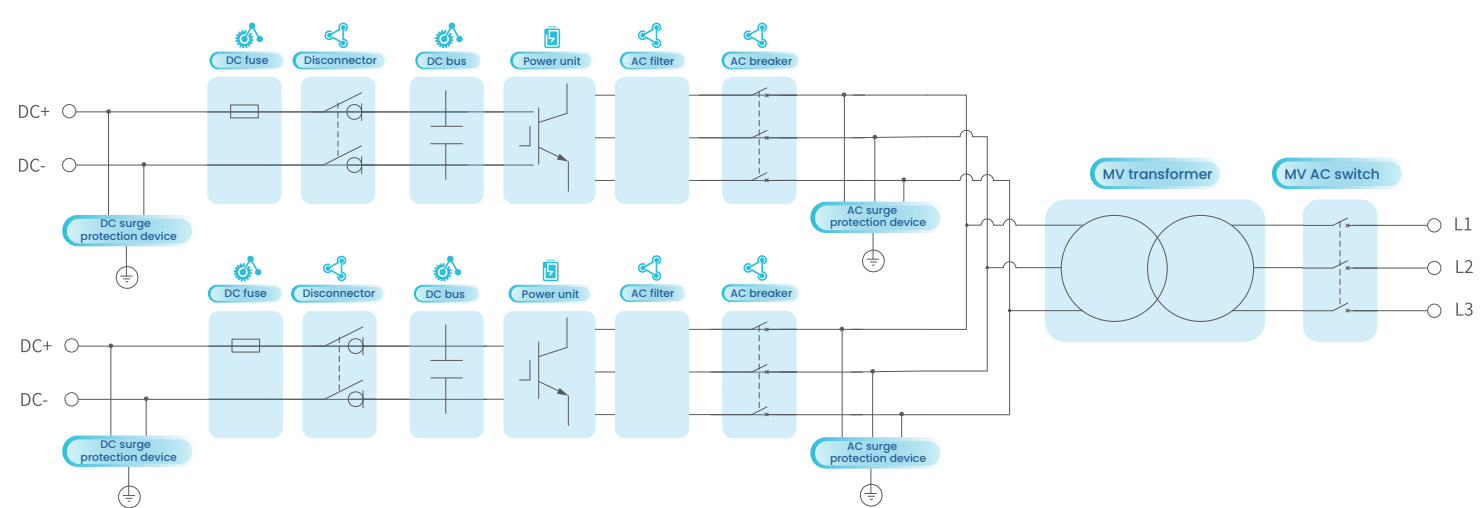 DC fuse
Disconnector
DC bus
Power unit
AC filter
AC breaker
DC+
DC-
DC surge
protection device
AC surge
protection device
MV transformer
MV AC switch
L1
L2
L3
DC fuse
Disconnector
DC bus
Power unit
AC filter
AC breaker
DC+
DC-
DC surge
protection device
AC surge
protection device